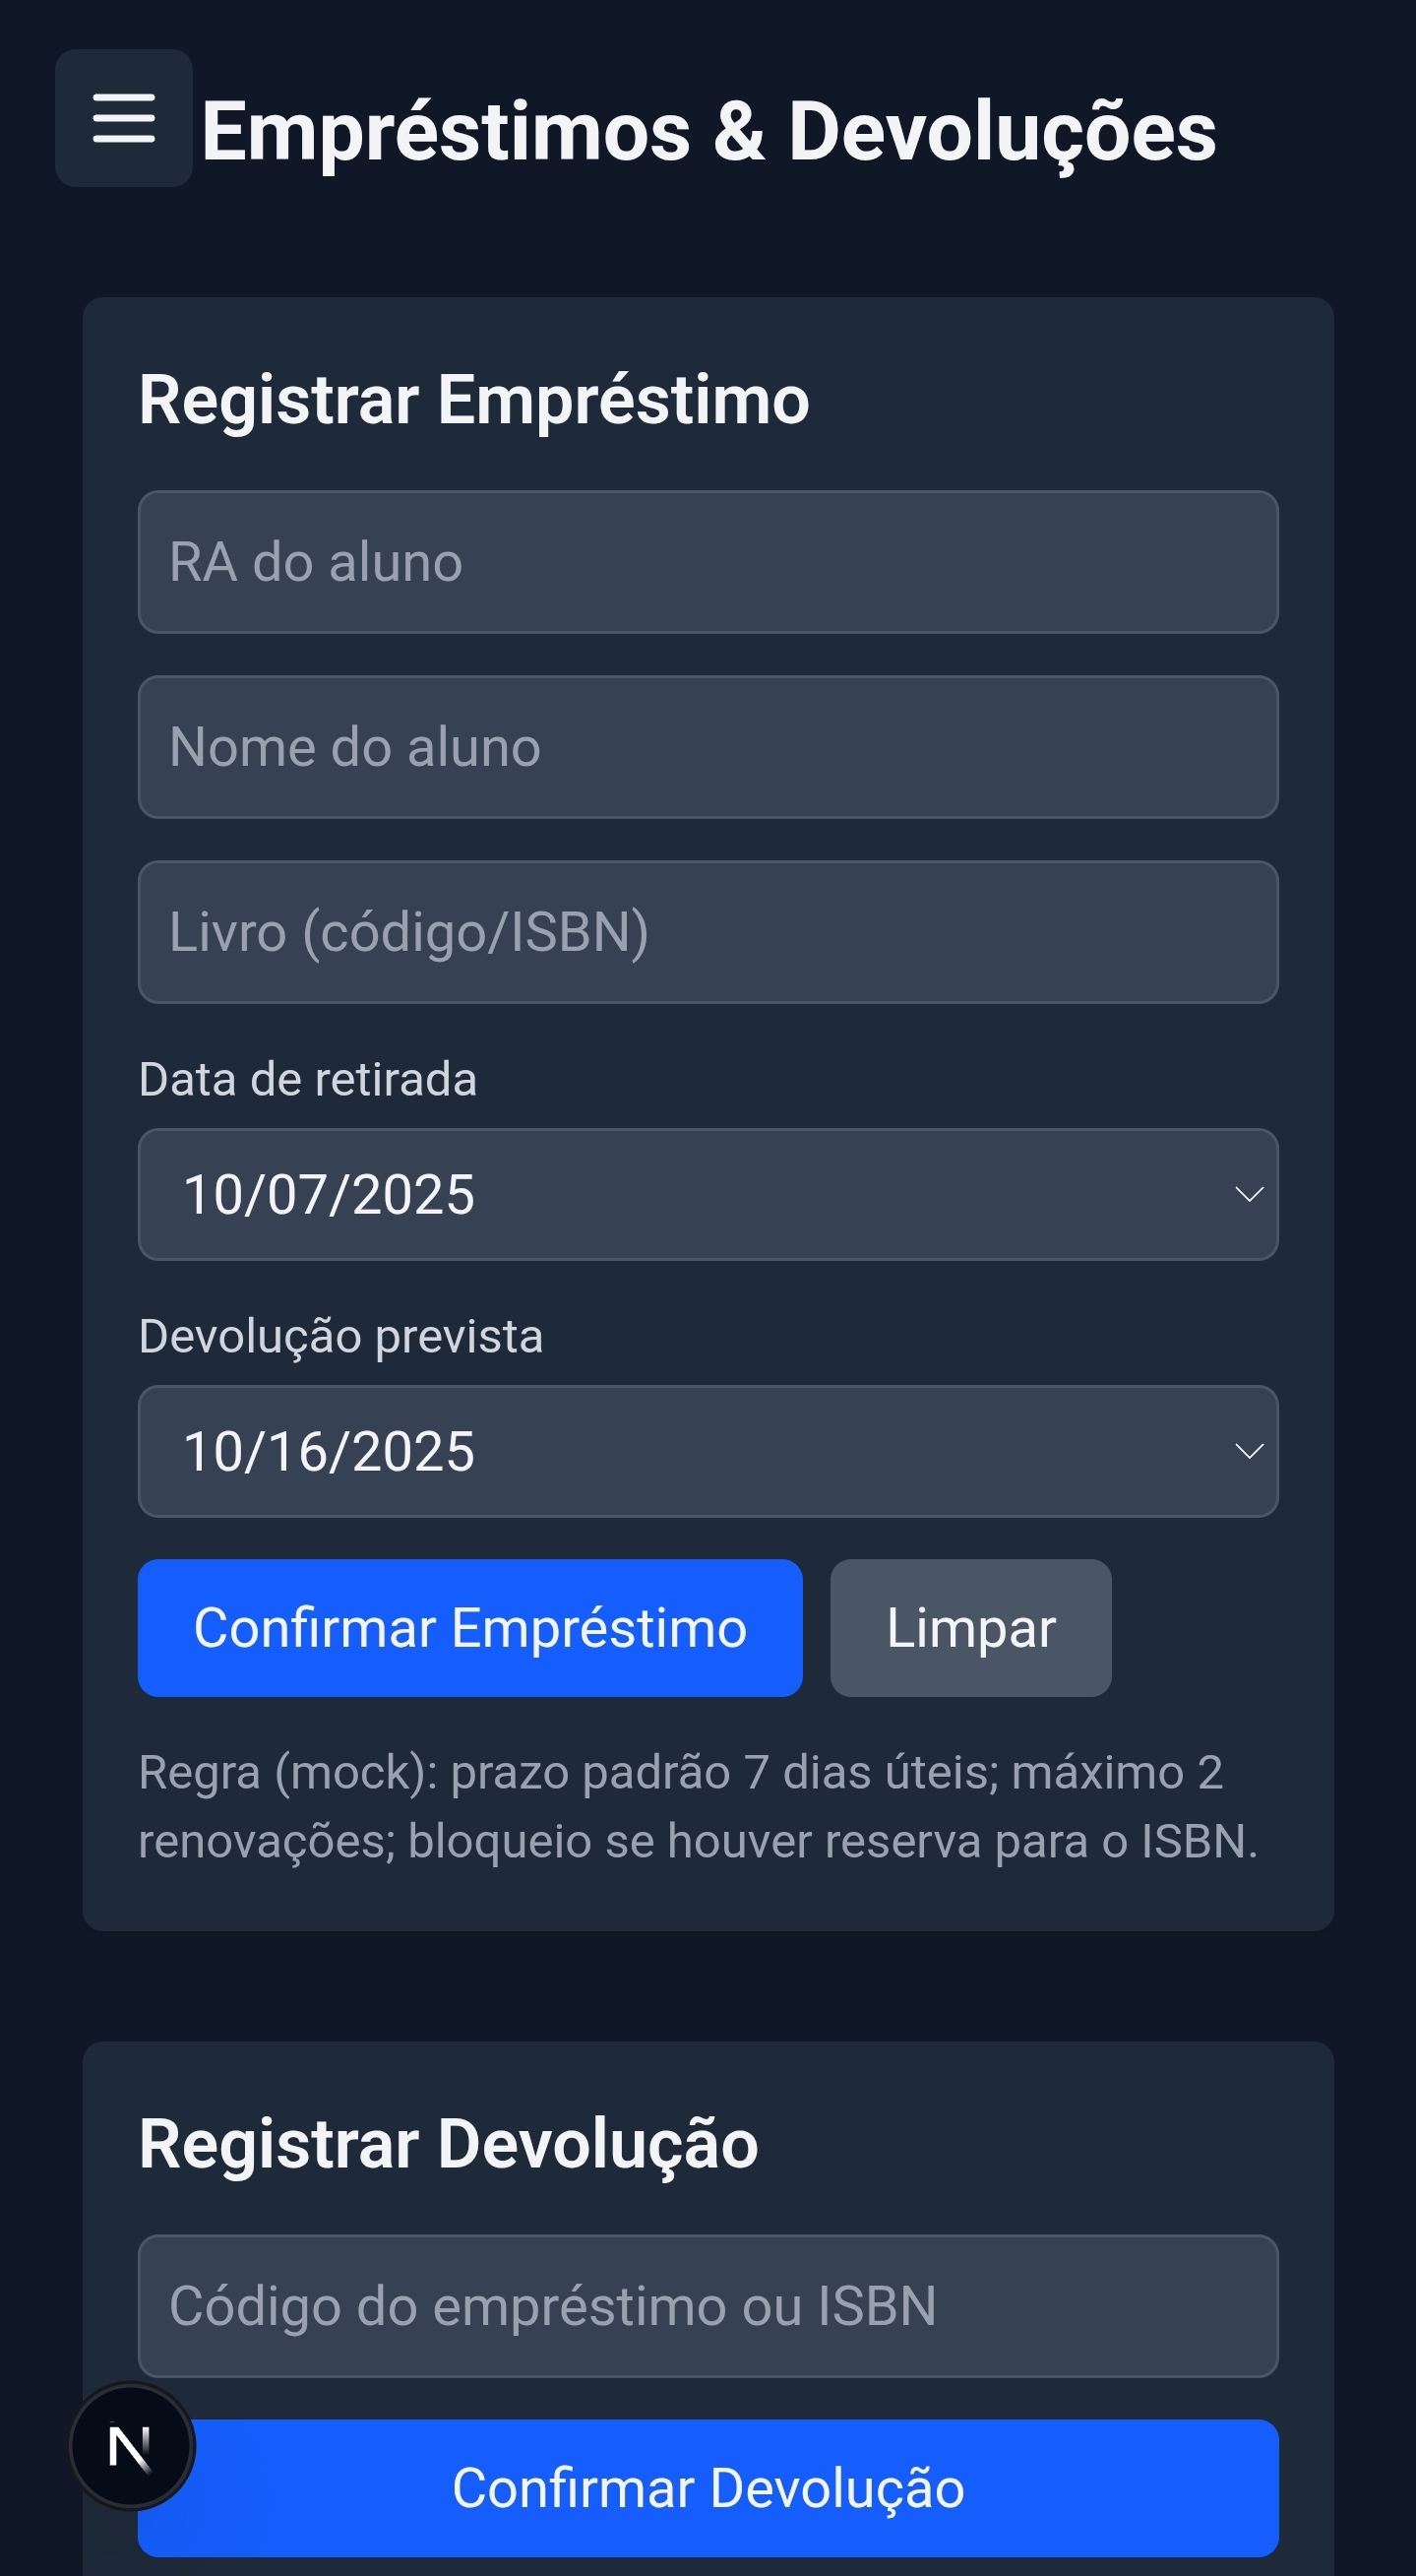 Empréstimos & Devoluções
Registrar Empréstimo
RA do aluno
Nome do aluno
Livro (código/ISBN)
Data de retirada
10/07/2025
Devolução prevista
10/16/2025
Confirmar Empréstimo
Limpar
Regra (mock): prazo padrão 7 dias úteis; máximo 2
renovações; bloqueio se houver reserva para o ISBN.
Registrar Devolução
Código do empréstimo ou ISBN
N
Confirmar Devolução